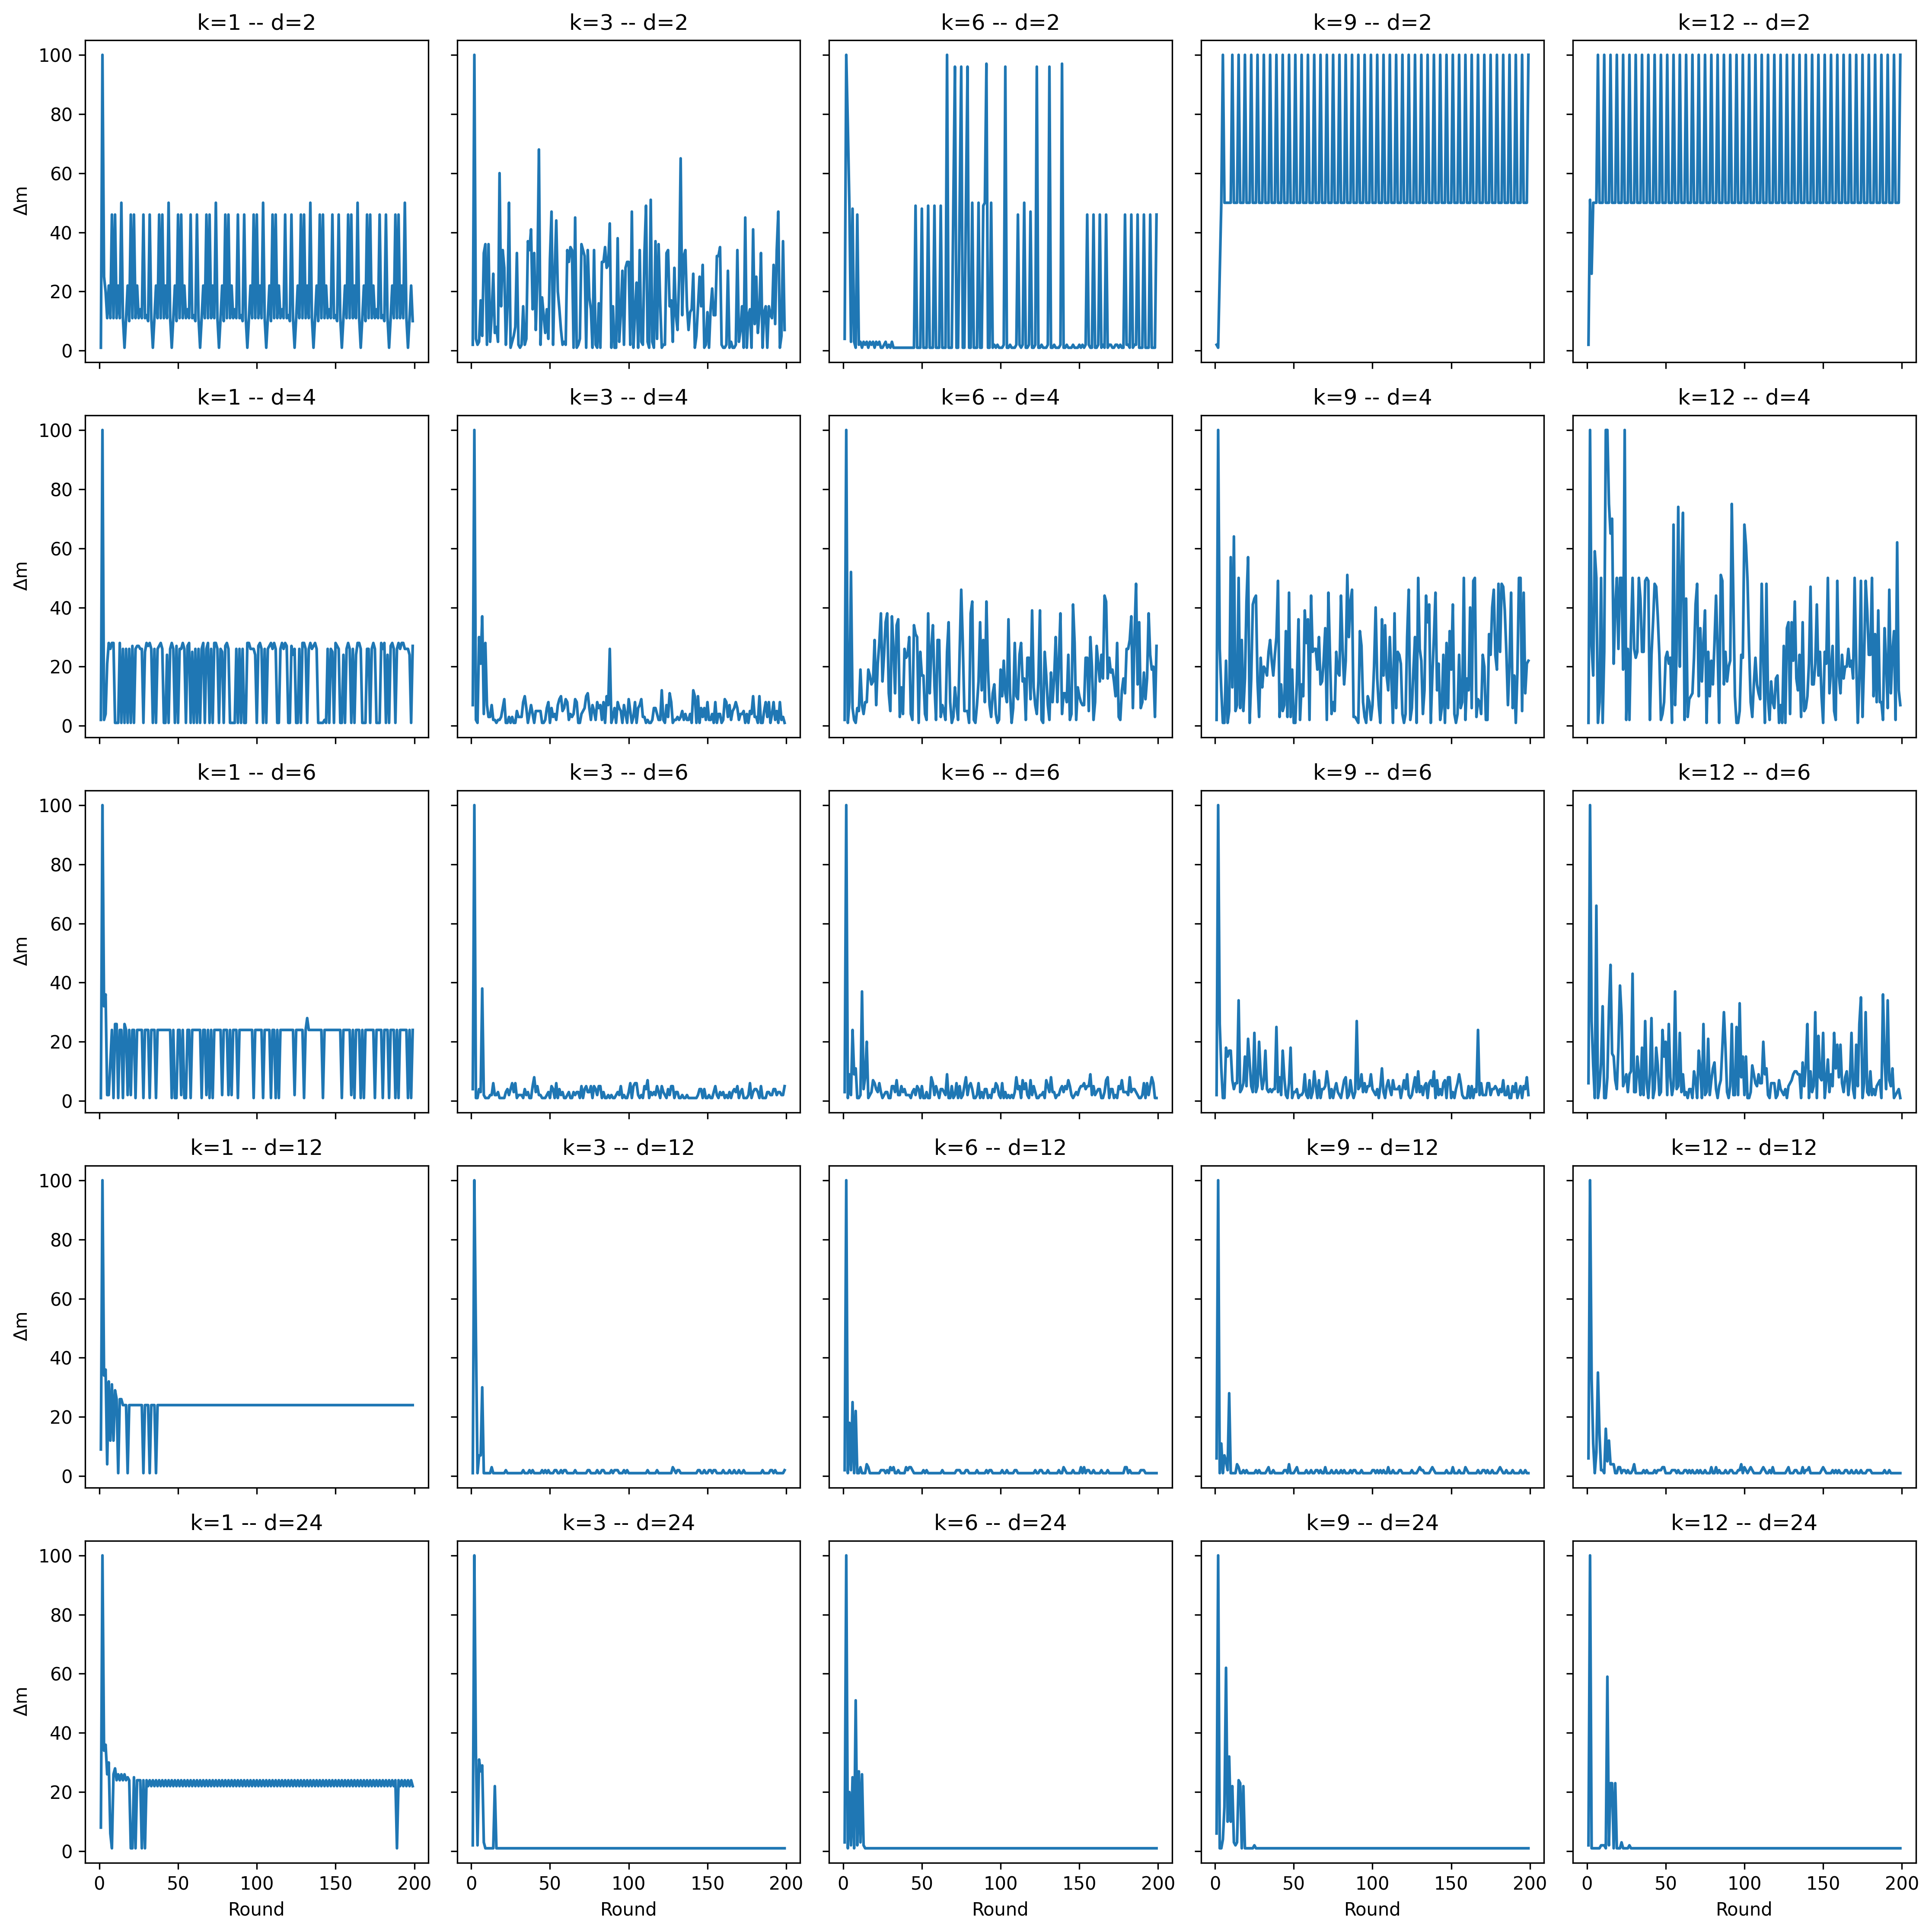 k=1 -- d=2
k=3 -- d=2
k=6 -- d=2
k=9 -- d=2
k=12 -- d=2
100
80
60
40
20
0
Δm
k=1 -- d=4
k=3 -- d=4
k=6 -- d=4
k=9 -- d=4
k=12 -- d=4
100
80
60
40
20
0
Δm
k=1 -- d=6
k=3 -- d=6
k=6 -- d=6
k=9 -- d=6
k=12 -- d=6
100
80
60
40
20
0
Δm
k=1 -- d=12
k=3 -- d=12
k=6 -- d=12
k=9 -- d=12
k=12 -- d=12
100
80
60
40
20
0
Δm
k=1 -- d=24
k=3 -- d=24
k=6 -- d=24
k=9 -- d=24
k=12 -- d=24
100
80
60
40
20
0
Δm
0 50 100 150 200
0 50 100 150 200
0 50 100 150 200
0 50 100 150 200
0 50 100 150 200
Round
Round
Round
Round
Round